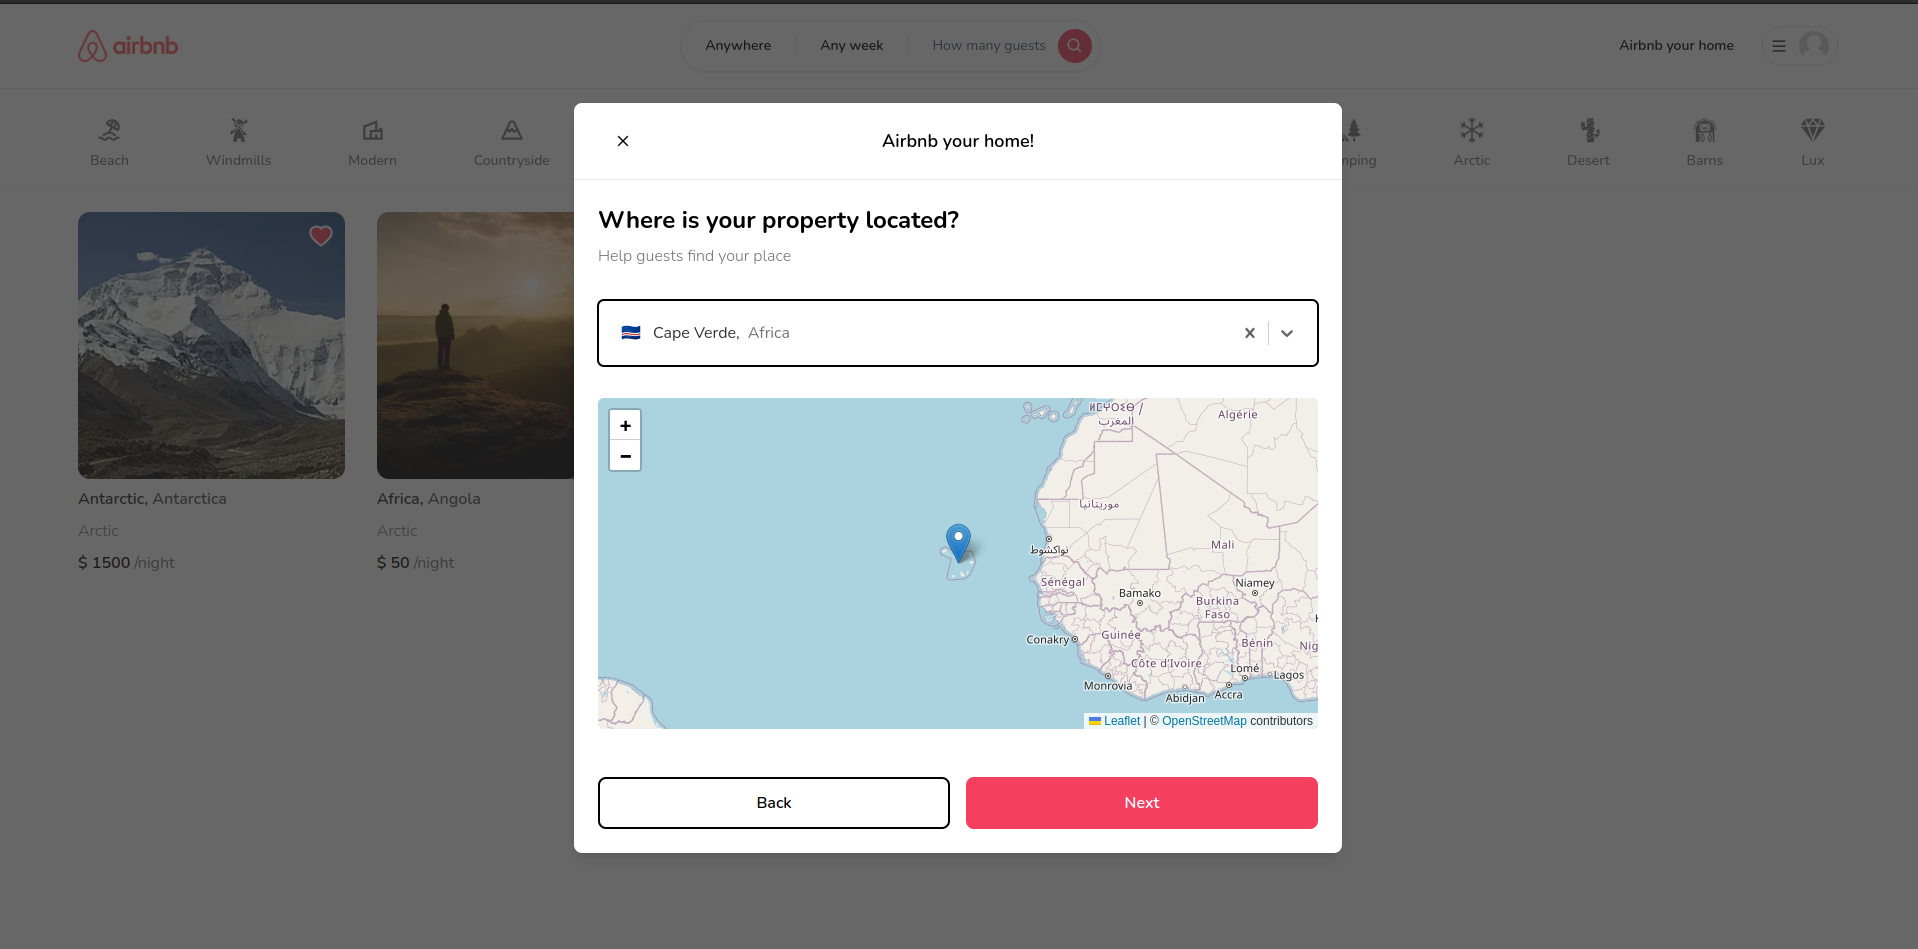 airbnb
Anywhere
Any week
How many guests
Airbnb your home
Beach
Windmills
Modern
Countryside
Arctic
Desert
Barns
Lux
Airbnb your home!
Where is your property located?
Help guests find your place
Cape Verde, Africa
+
−
ⵍⵎⵖⵔⵉⴱ / المغرب
Algérie
موريتانيا
نواكشوط
Mali
Sénégal
Niamey
Bamako
Burkina
Faso
Conakry
Guinée
Bénin
Côte d'Ivoire
Lomé
Lagos
Monrovia
Abidjan
Accra
Leaflet | © OpenStreetMap contributors
Back
Next
Antarctic, Antarctica
Arctic
$ 1500 /night
Africa, Angola
Arctic
$ 50 /night